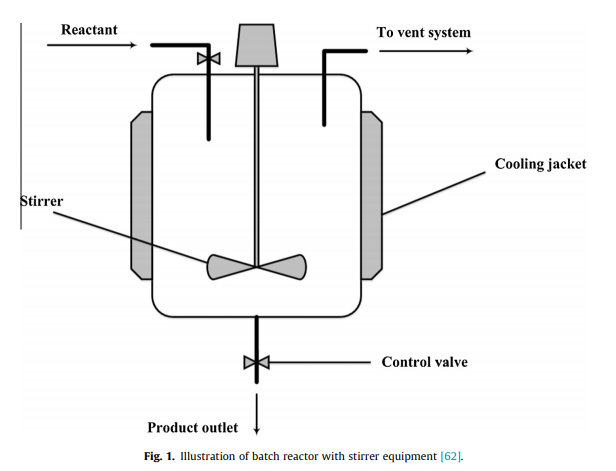 Reactant
To vent system
Cooling jacket
Stirrer
Control valve
Product outlet
Fig. 1. Illustration of batch reactor with stirrer equipment [62].